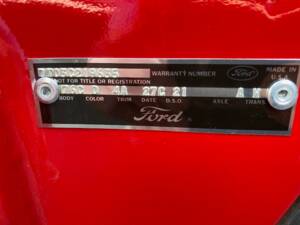 WARRANTY NUMBER
Ford
MADE IN
U.S.A.
NOT FOR TITLE OR REGISTRATION
76C D 4A 27C 21 A M
BODY COLOR TRIM DATE D.S.O. AXLE TRANS
Ford